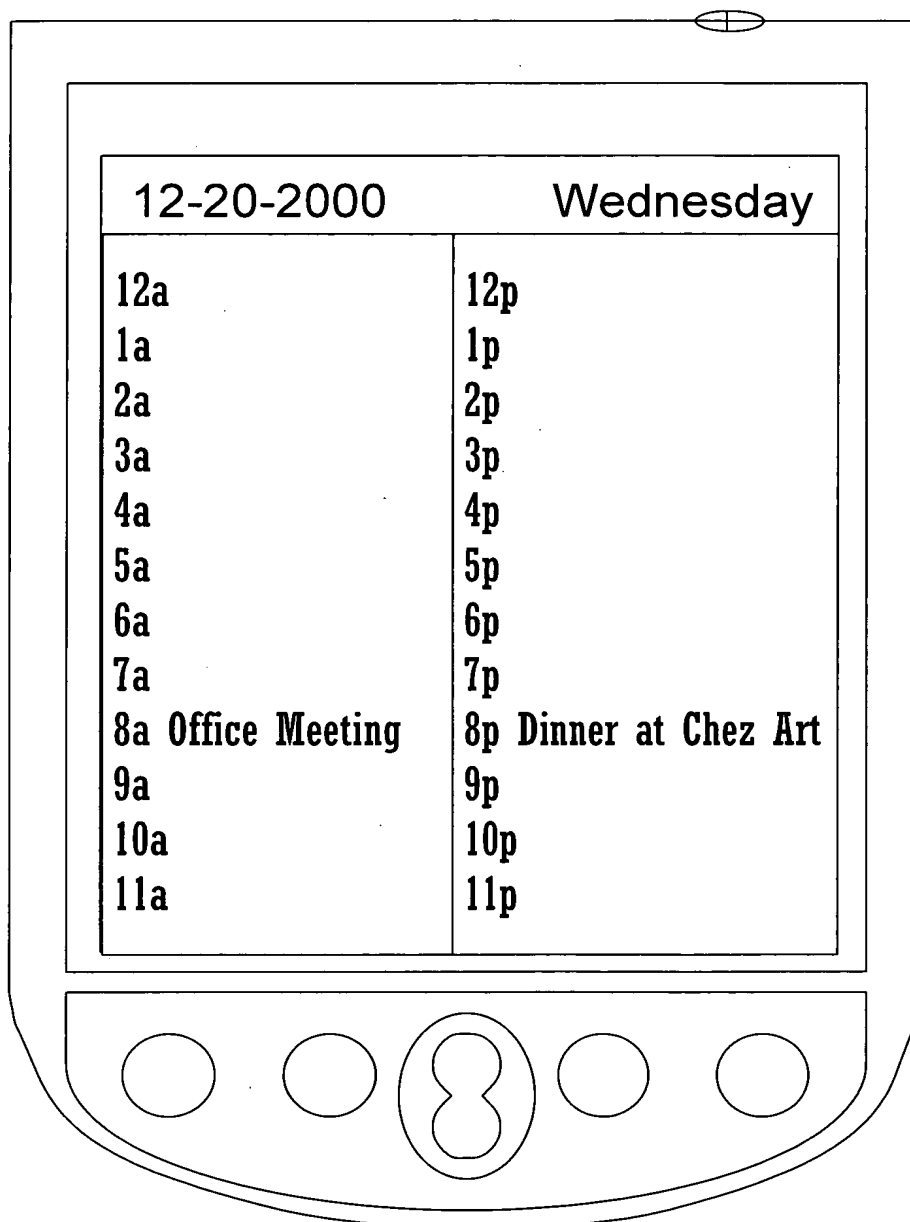 12-20-2000 Wednesday
12a
1a
2a
3a
4a
5a
6a
7a
8a Office Meeting
9a
10a
11a
12p
1p
2p
3p
4p
5p
6p
7p
8p Dinner at Chez Art
9p
10p
11p